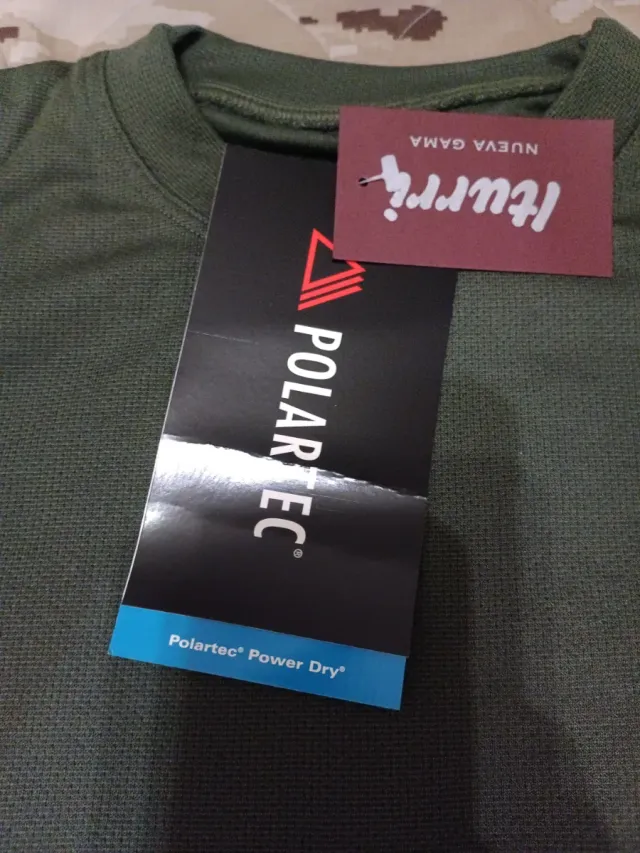 Iturri
NUEVA GAMA
POLARTEC®
Polartec® Power Dry®